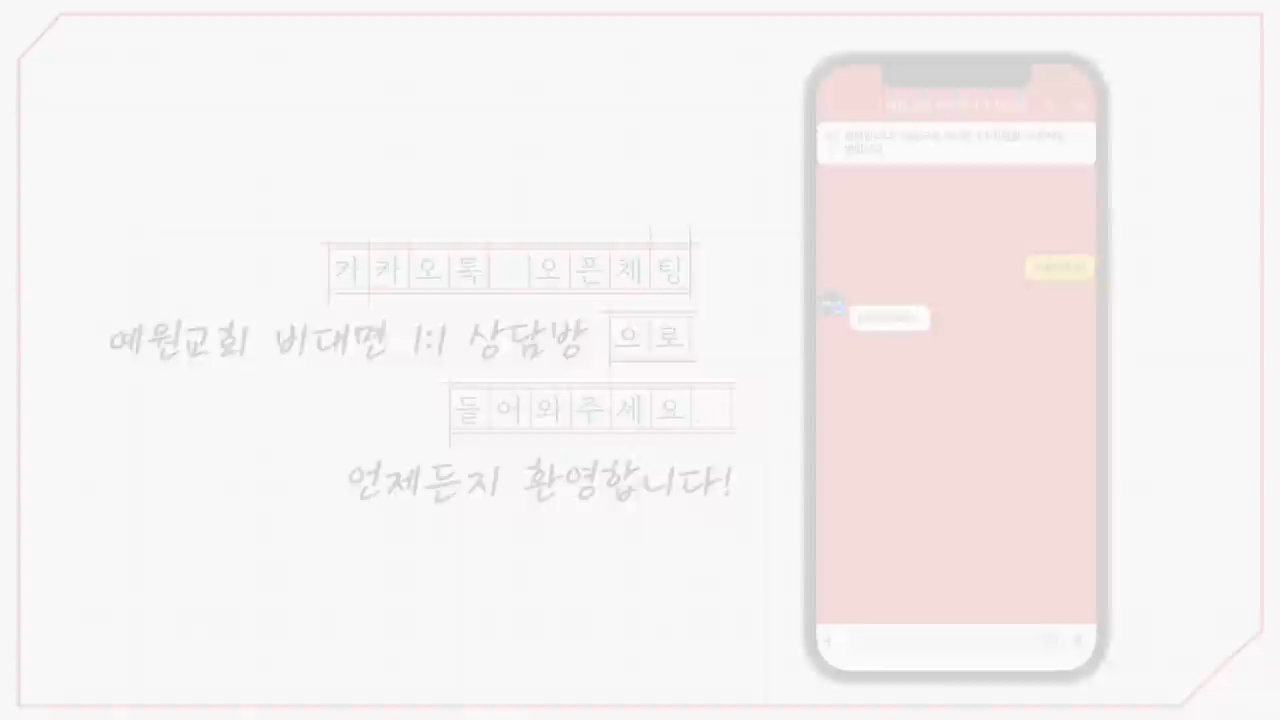 카카오톡 오픈채팅
예원교회 비대면 1:1 상담방으로
들어와주세요.
언제든지 환영합니다!